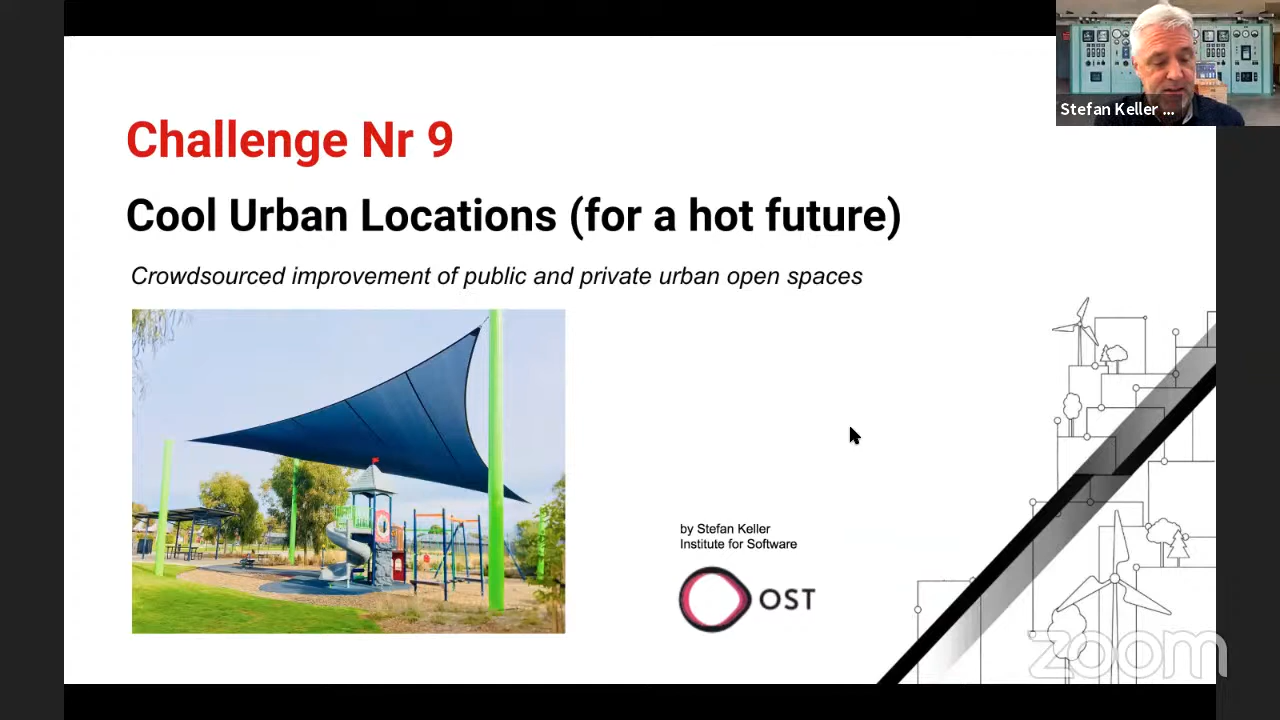 Challenge Nr 9
Cool Urban Locations (for a hot future)
Crowdsourced improvement of public and private urban open spaces
by Stefan Keller
Institute for Software
OST
Stefan Keller ...
zoom